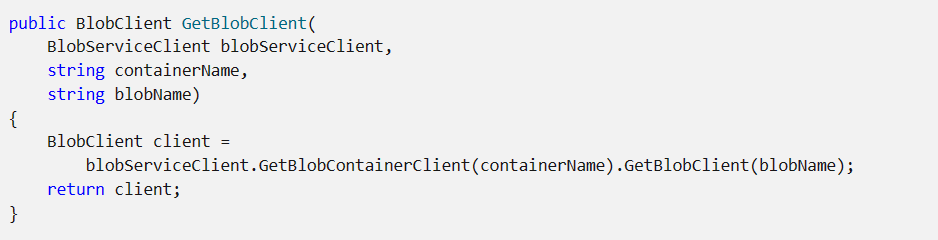 public BlobClient GetBlobClient(
    BlobServiceClient blobServiceClient,
    string containerName,
    string blobName)
{
    BlobClient client =
        blobServiceClient.GetBlobContainerClient(containerName).GetBlobClient(blobName);
    return client;
}